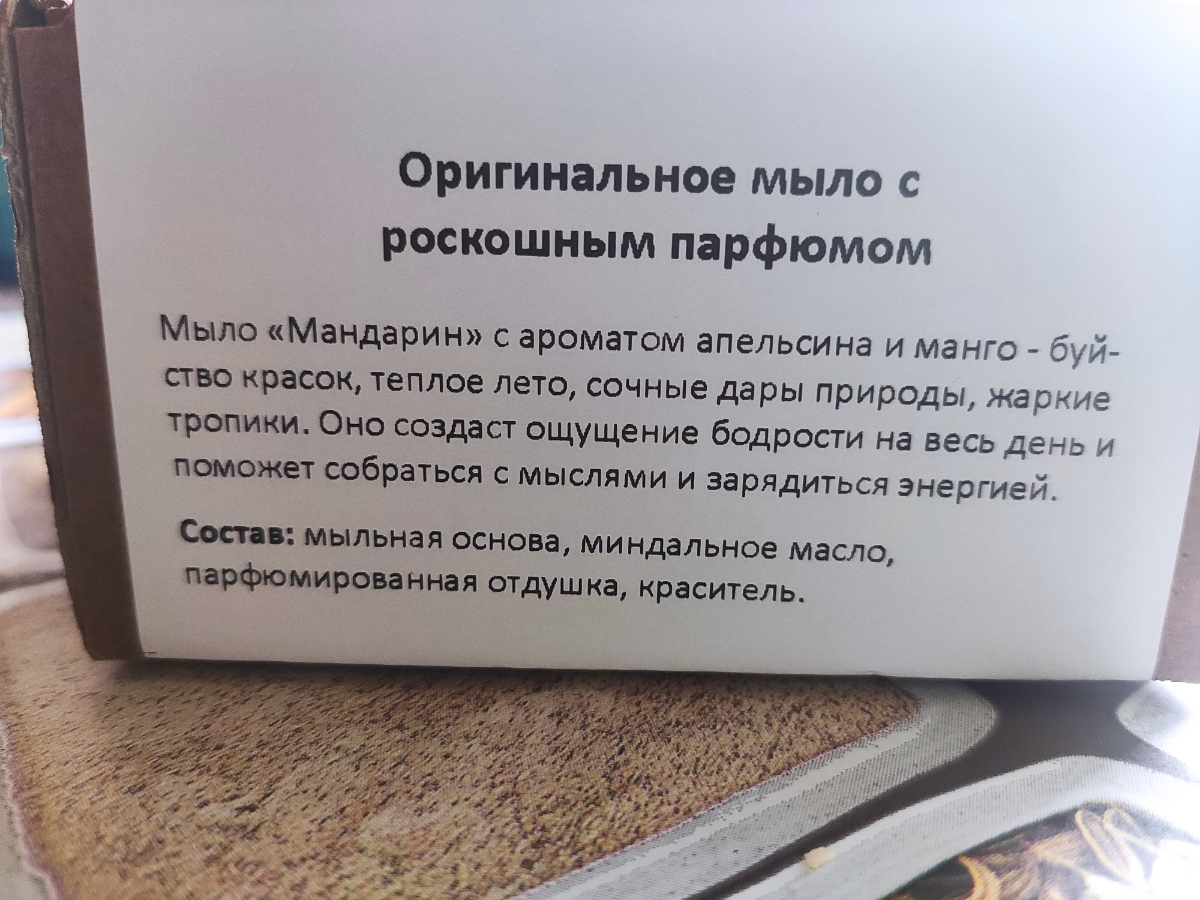 Оригинальное мыло с
роскошным парфюмом
Мыло «Мандарин» с ароматом апельсина и манго - буй-
ство красок, теплое лето, сочные дары природы, жаркие
тропики. Оно создаст ощущение бодрости на весь день и
поможет собраться с мыслями и зарядиться энергией.
Состав: мыльная основа, миндальное масло,
парфюмированная отдушка, краситель.